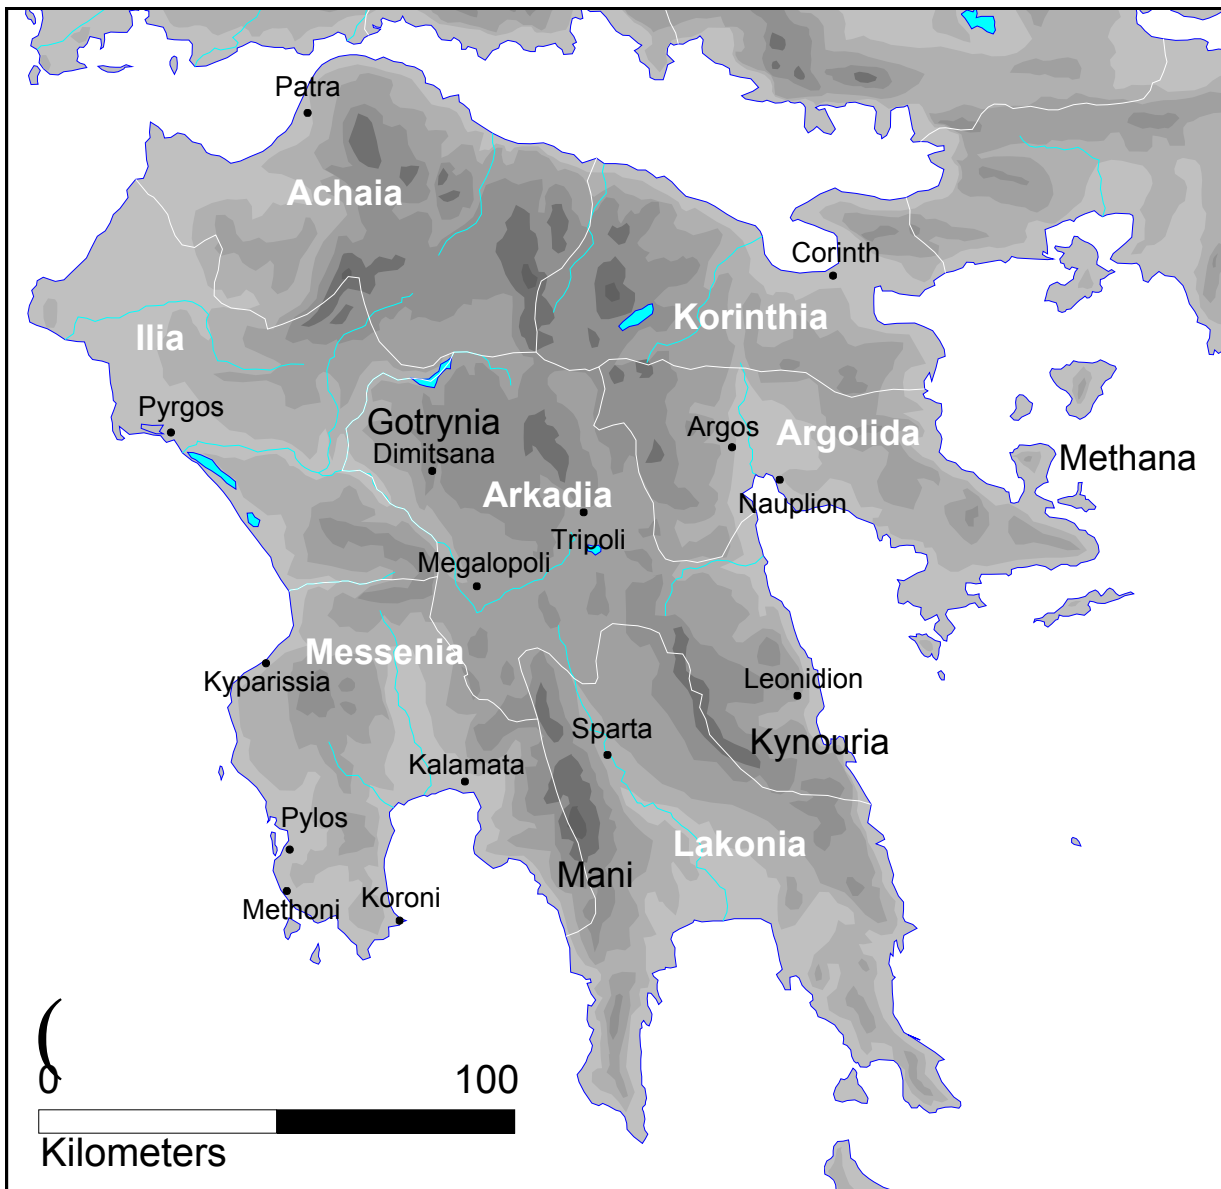 Patra
Achaia
Corinth
Korinthia
Ilia
Pyrgos
Gotrynia
Dimitsana
Argos
Argolida
Methana
Arkadia
Nauplion
Tripoli
Megalopoli
Messenia
Kyparissia
Leonidion
Sparta
Kynouria
Kalamata
Pylos
Lakonia
Mani
Methoni
Koroni
(
0 100
Kilometers